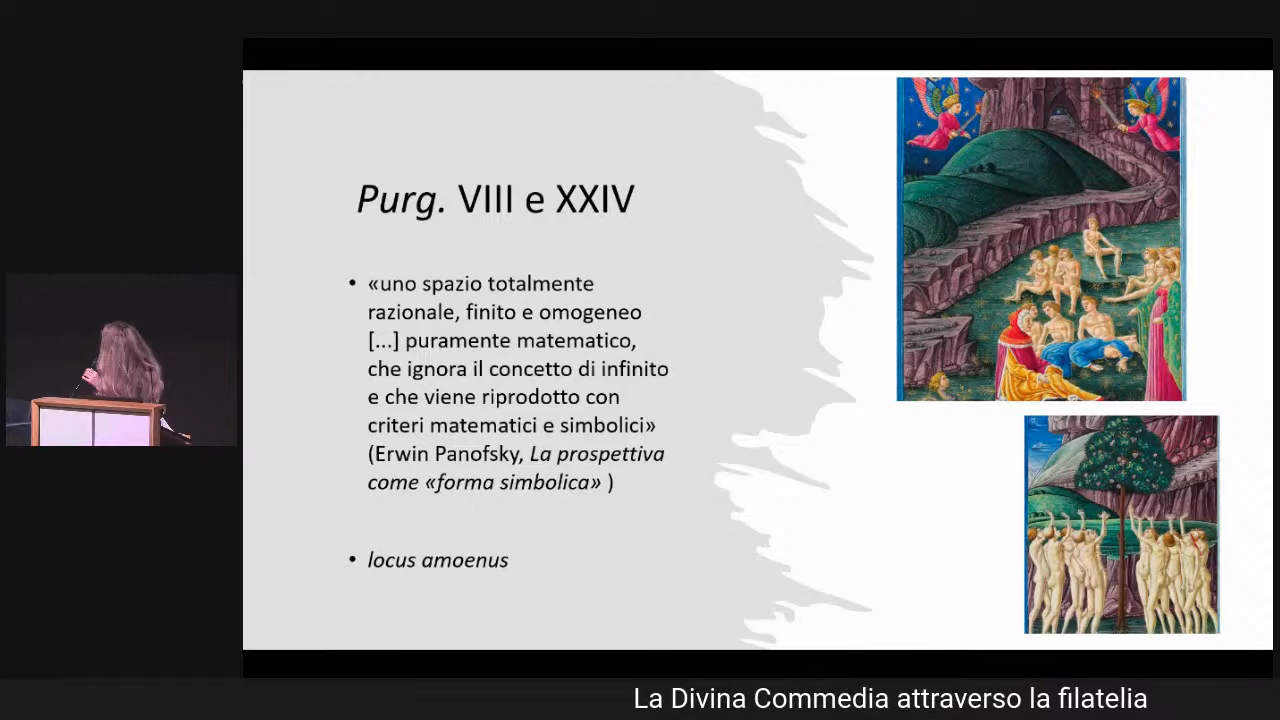 Purg. VIII e XXIV
• «uno spazio totalmente
razionale, finito e omogeneo
[...] puramente matematico,
che ignora il concetto di infinito
e che viene riprodotto con
criteri matematici e simbolici»
(Erwin Panofsky, La prospettiva
come «forma simbolica» )
• locus amoenus
La Divina Commedia attraverso la filatelia